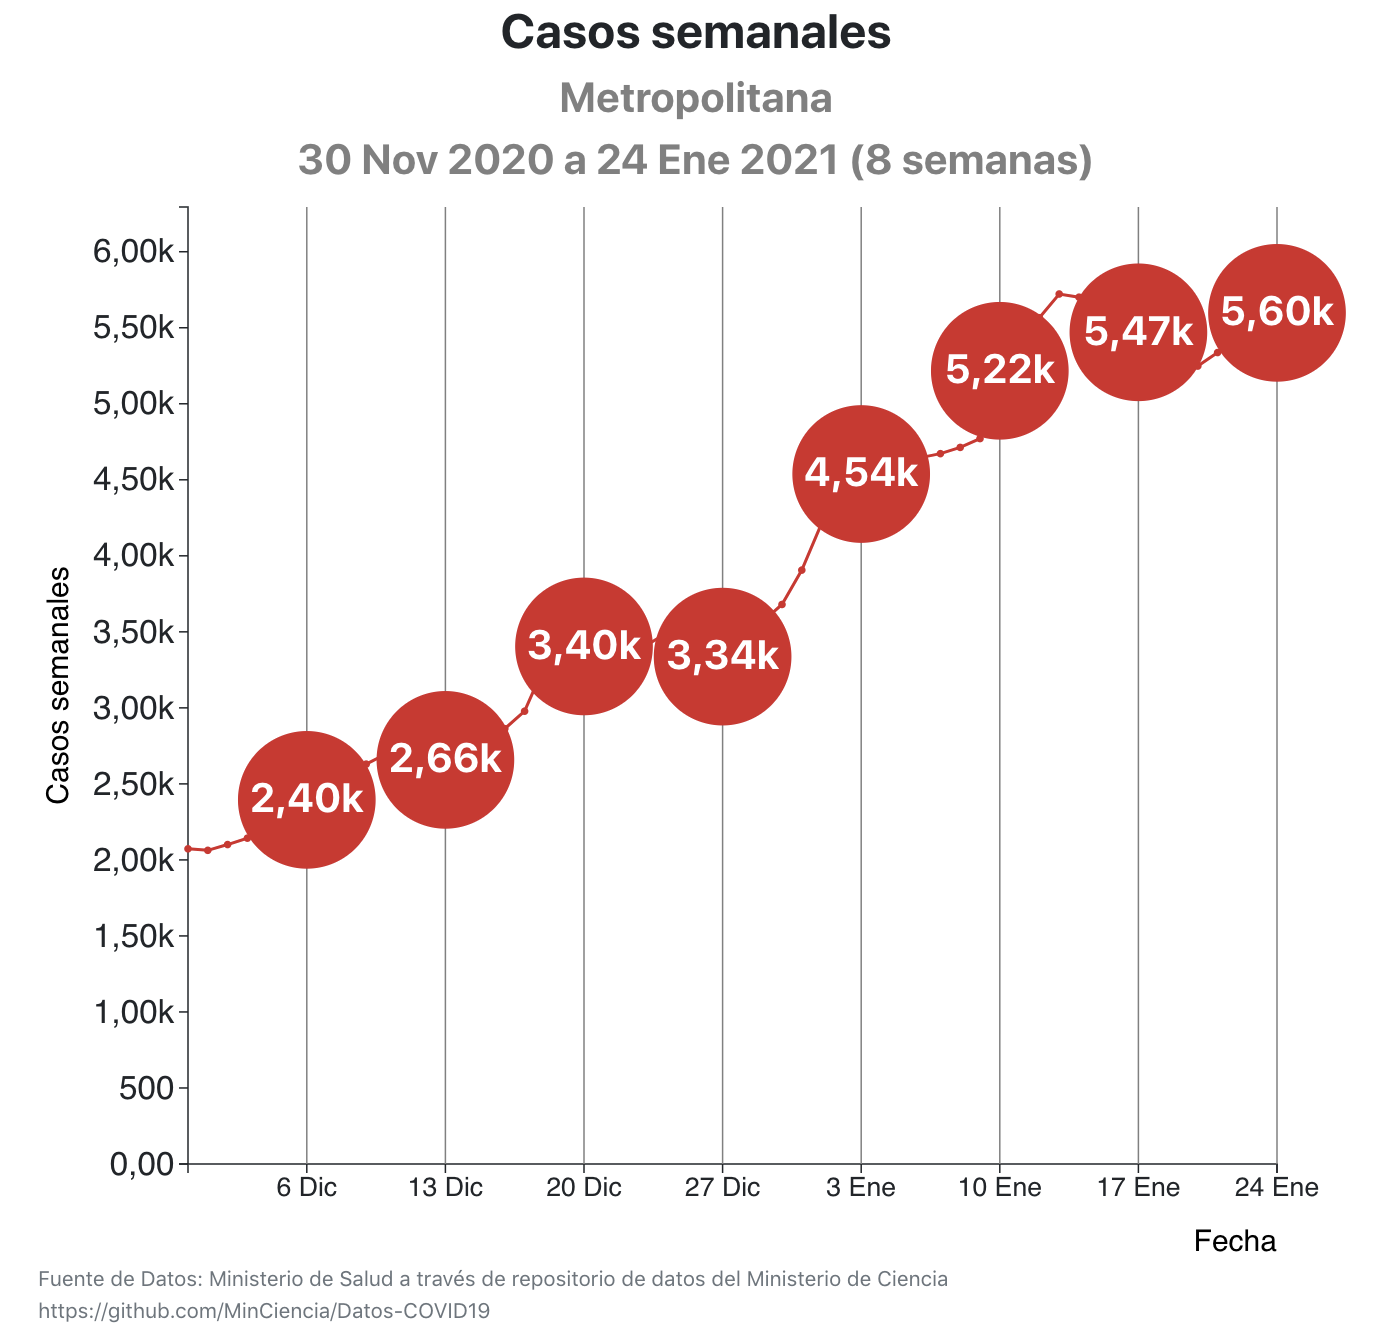 Casos semanales
Metropolitana
30 Nov 2020 a 24 Ene 2021 (8 semanas)
6,00k
5,50k
5,00k
4,50k
4,00k
3,50k
3,00k
2,50k
2,00k
1,50k
1,00k
500
0,00
Casos semanales
2,40k
2,66k
3,40k
3,34k
4,54k
5,22k
5,47k
5,60k
6 Dic
13 Dic
20 Dic
27 Dic
3 Ene
10 Ene
17 Ene
24 Ene
Fecha
Fuente de Datos: Ministerio de Salud a través de repositorio de datos del Ministerio de Ciencia
https://github.com/MinCiencia/Datos-COVID19